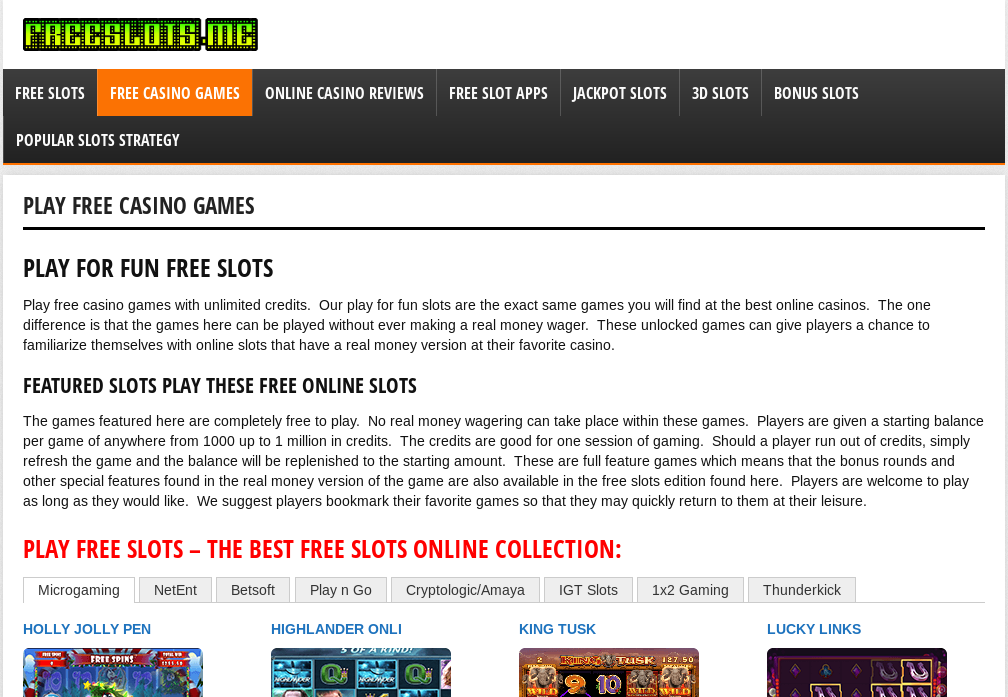 FREESLOTS.ME
FREE SLOTS FREE CASINO GAMES ONLINE CASINO REVIEWS FREE SLOT APPS JACKPOT SLOTS 3D SLOTS BONUS SLOTS
POPULAR SLOTS STRATEGY
PLAY FREE CASINO GAMES
PLAY FOR FUN FREE SLOTS
Play free casino games with unlimited credits.  Our play for fun slots are the exact same games you will find at the best online casinos.  The one
difference is that the games here can be played without ever making a real money wager.  These unlocked games can give players a chance to
familiarize themselves with online slots that have a real money version at their favorite casino.
FEATURED SLOTS PLAY THESE FREE ONLINE SLOTS
The games featured here are completely free to play.  No real money wagering can take place within these games.  Players are given a starting balance
per game of anywhere from 1000 up to 1 million in credits.  The credits are good for one session of gaming.  Should a player run out of credits, simply
refresh the game and the balance will be replenished to the starting amount.  These are full feature games which means that the bonus rounds and
other special features found in the real money version of the game are also available in the free slots edition found here.  Players are welcome to play
as long as they would like.  We suggest players bookmark their favorite games so that they may quickly return to them at their leisure.
PLAY FREE SLOTS – THE BEST FREE SLOTS ONLINE COLLECTION:
Microgaming NetEnt Betsoft Play n Go Cryptologic/Amaya IGT Slots 1x2 Gaming Thunderkick
HOLLY JOLLY PEN HIGHLANDER ONLI KING TUSK LUCKY LINKS
FREE SPINS
5 OF A KIND!
HIGHLANDER Q HIGHLANDER Q
2 KING TUSK 127.50
WILD 9 10 WILD WILD